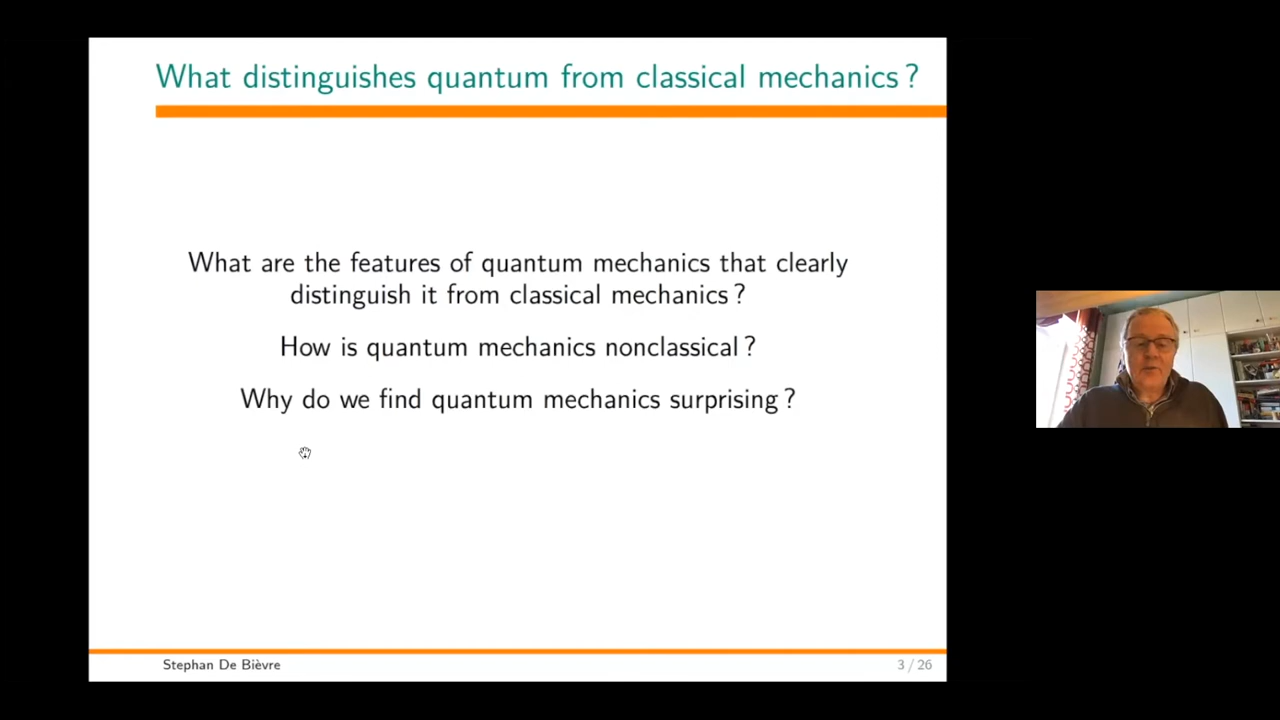 What distinguishes quantum from classical mechanics ?
What are the features of quantum mechanics that clearly
distinguish it from classical mechanics ?
How is quantum mechanics nonclassical ?
Why do we find quantum mechanics surprising ?
Stephan De Bièvre
3 / 26